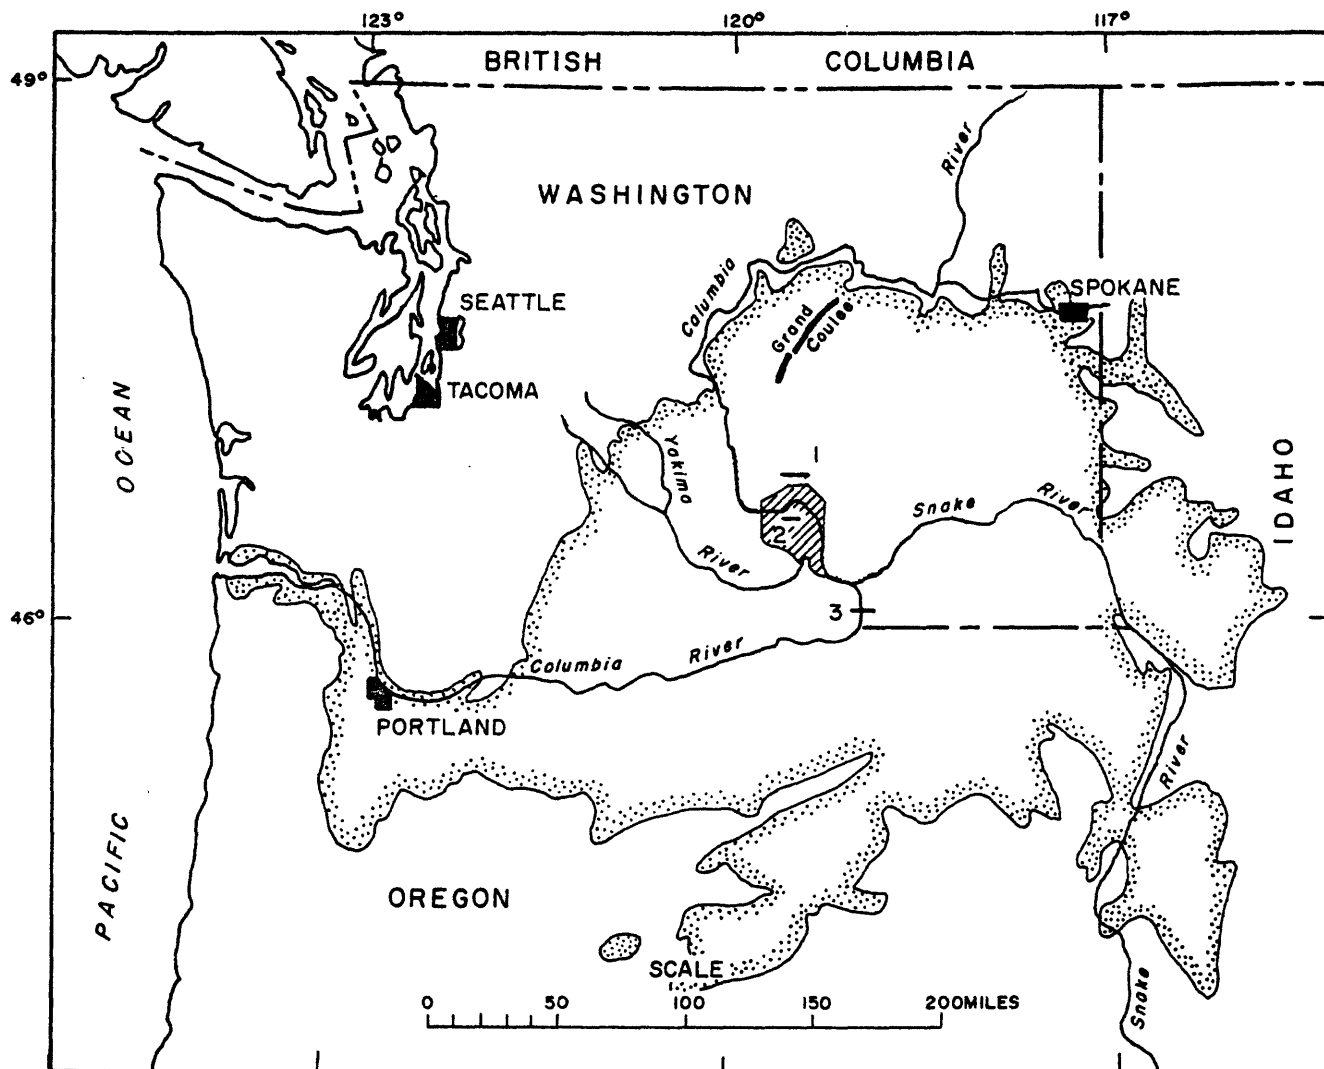 123° 120° 117°
49°
BRITISH COLUMBIA
River
WASHINGTON
Columbia
SPOKANE
SEATTLE
Grand
Coulee
TACOMA
OCEAN
Yakima
1
IDAHO
Snake River
2
River
46°
3
Columbia River
PORTLAND
River
PACIFIC
OREGON
SCALE
Snake
0 50 100 150 200MILES